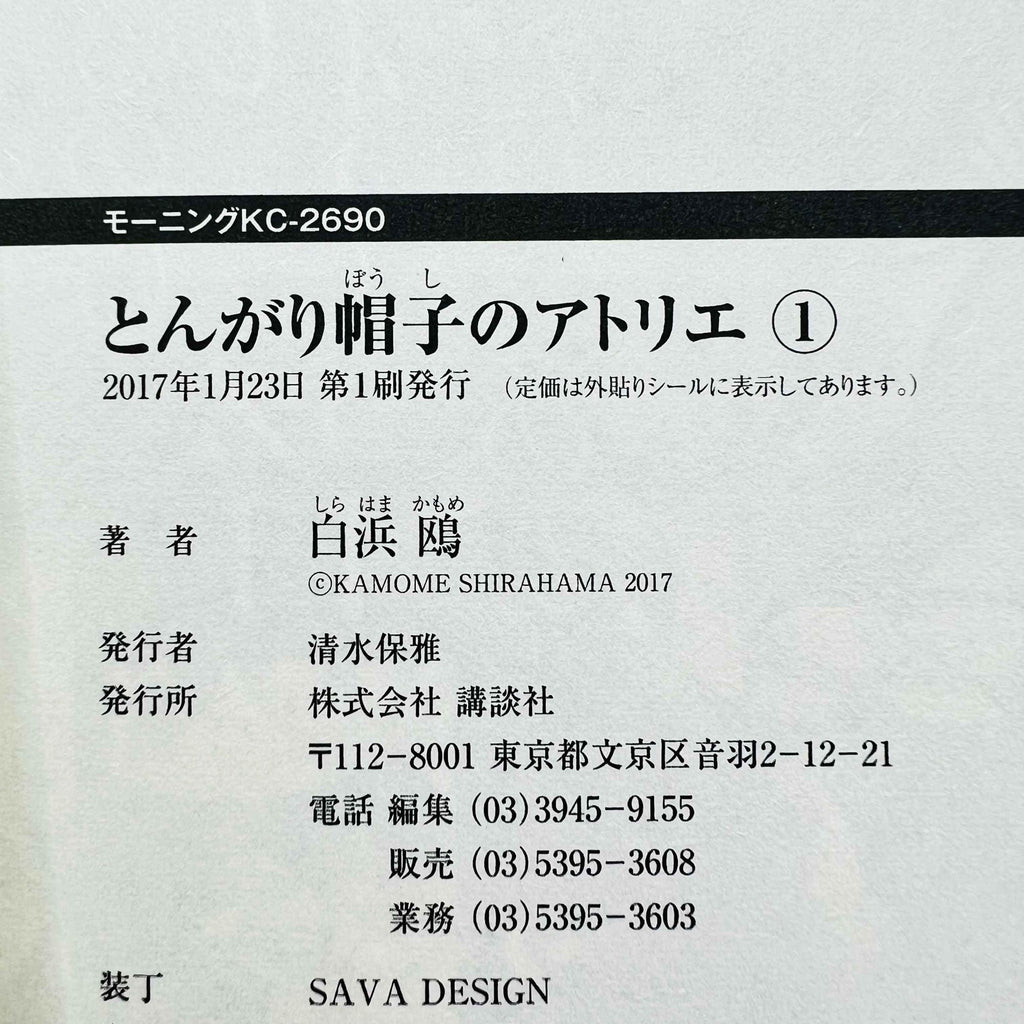 モーニングKC-2690
ぼう し
とんがり帽子のアトリエ ①
2017年1月23日 第1刷発行 （定価は外貼りシールに表示してあります。）
しら はま かもめ
著 者 白浜 鴎
ⓒKAMOME SHIRAHAMA 2017
発行者 清水保雅
発行所 株式会社 講談社
〒112-8001 東京都文京区音羽2-12-21
電話 編集 (03)3945-9155
販売 (03)5395-3608
業務 (03)5395-3603
装丁 SAVA DESIGN